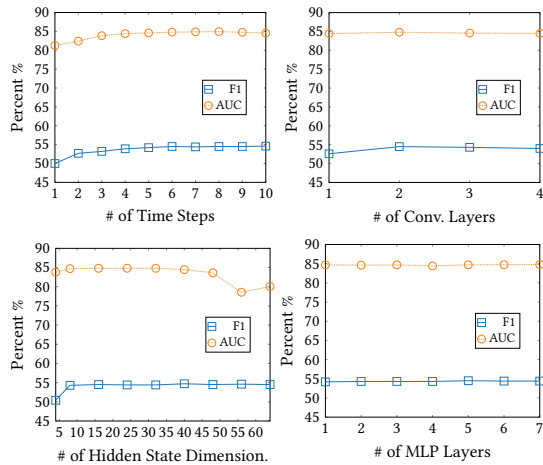 90
85
80
75
70
65
60
55
50
45
Percent %
F1
AUC
1 2 3 4 5 6 7 8 9 10
# of Time Steps
90
85
80
75
70
65
60
55
50
45
Percent %
F1
AUC
1 2 3 4
# of Conv. Layers
90
85
80
75
70
65
60
55
50
45
Percent %
F1
AUC
5 10 15 20 25 30 35 40 45 50 55 60
# of Hidden State Dimension.
90
85
80
75
70
65
60
55
50
45
Percent %
F1
AUC
1 2 3 4 5 6 7
# of MLP Layers